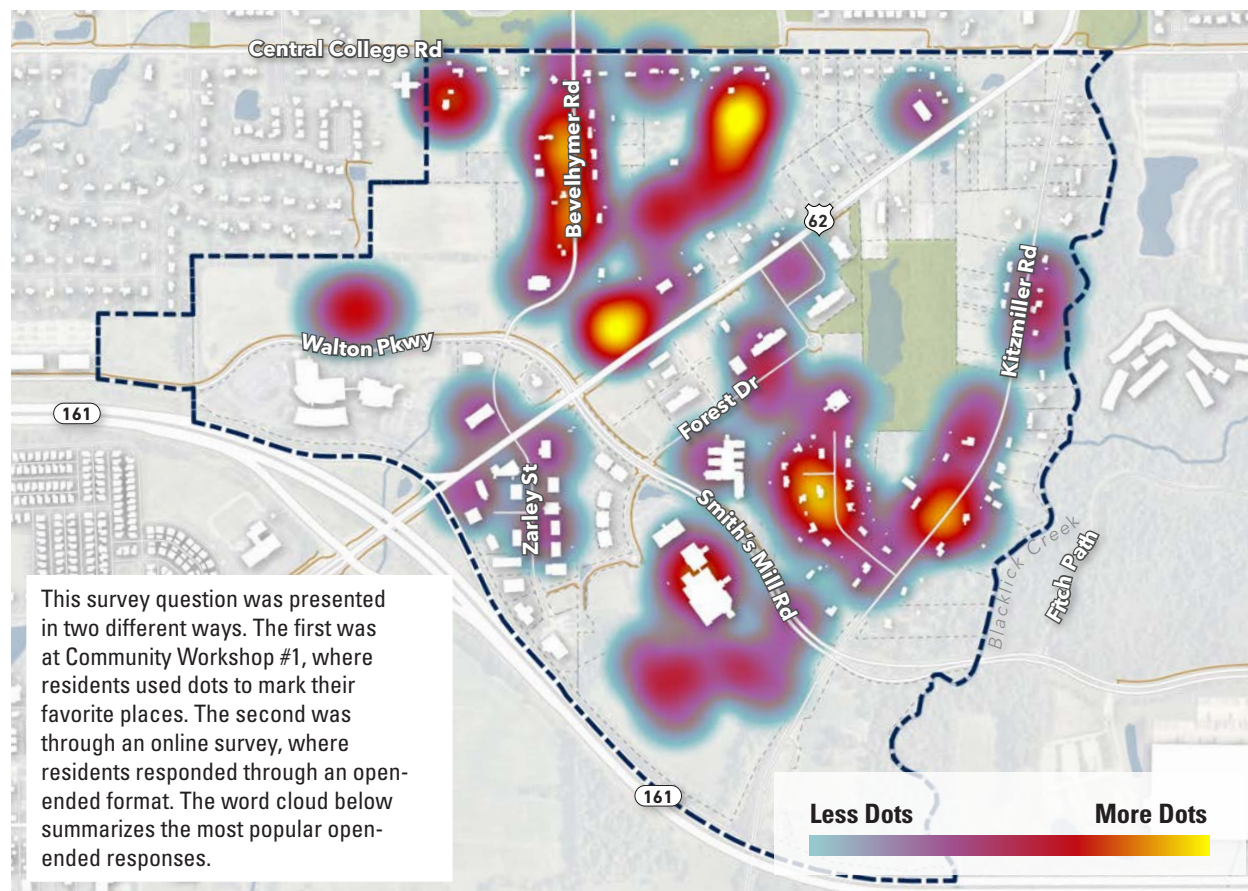 Central College Rd
Bevelhymer Rd
62
Kitzmiller Rd
Walton Pkwy
161
Forest Dr
Zarley St
Smith's Mill Rd
Blacklick Creek
Fitch Path
161
This survey question was presented
in two different ways. The first was
at Community Workshop #1, where
residents used dots to mark their
favorite places. The second was
through an online survey, where
residents responded through an open-
ended format. The word cloud below
summarizes the most popular open-
ended responses.
Less Dots
More Dots